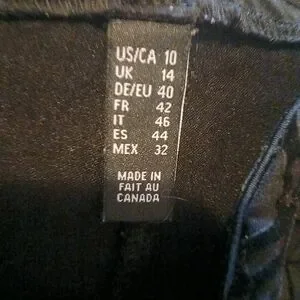 US/CA 10
UK 14
DE/EU 40
FR 42
IT 46
ES 44
MEX 32
MADE IN
FAIT AU
CANADA